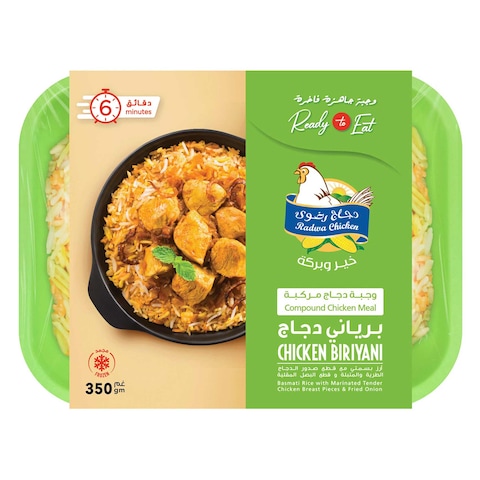 6
دقائق
minutes
وجبة جاهزة فاخرة
Ready to Eat
دجاج رضوى
Radwa Chicken
خير وبركة
وجبة دجاج مركبة
Compound Chicken Meal
برياني دجاج
CHICKEN BIRIYANI
أرز بسمتي مع قطع صدور الدجاج
الطرية والمتبلة و قطع البصل المقلية
Basmati Rice with Marinated Tender
Chicken Breast Pieces & Fried Onion
مجمد
FROZEN
350 غم
gm